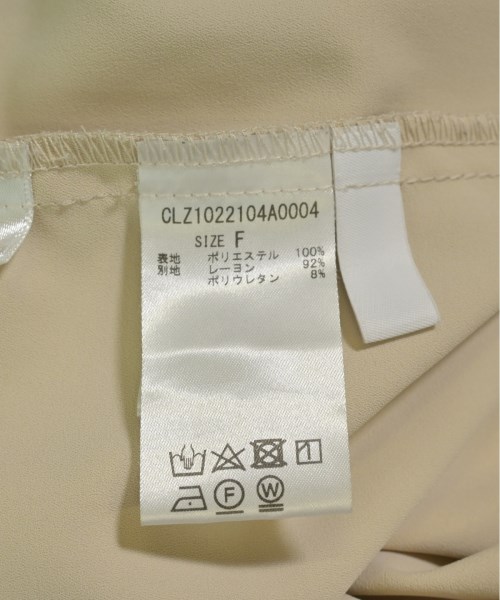 CLZ1022104A0004
SIZE F
表地 ポリエステル 100%
別地 レーヨン 92%
ポリウレタン 8%
F W